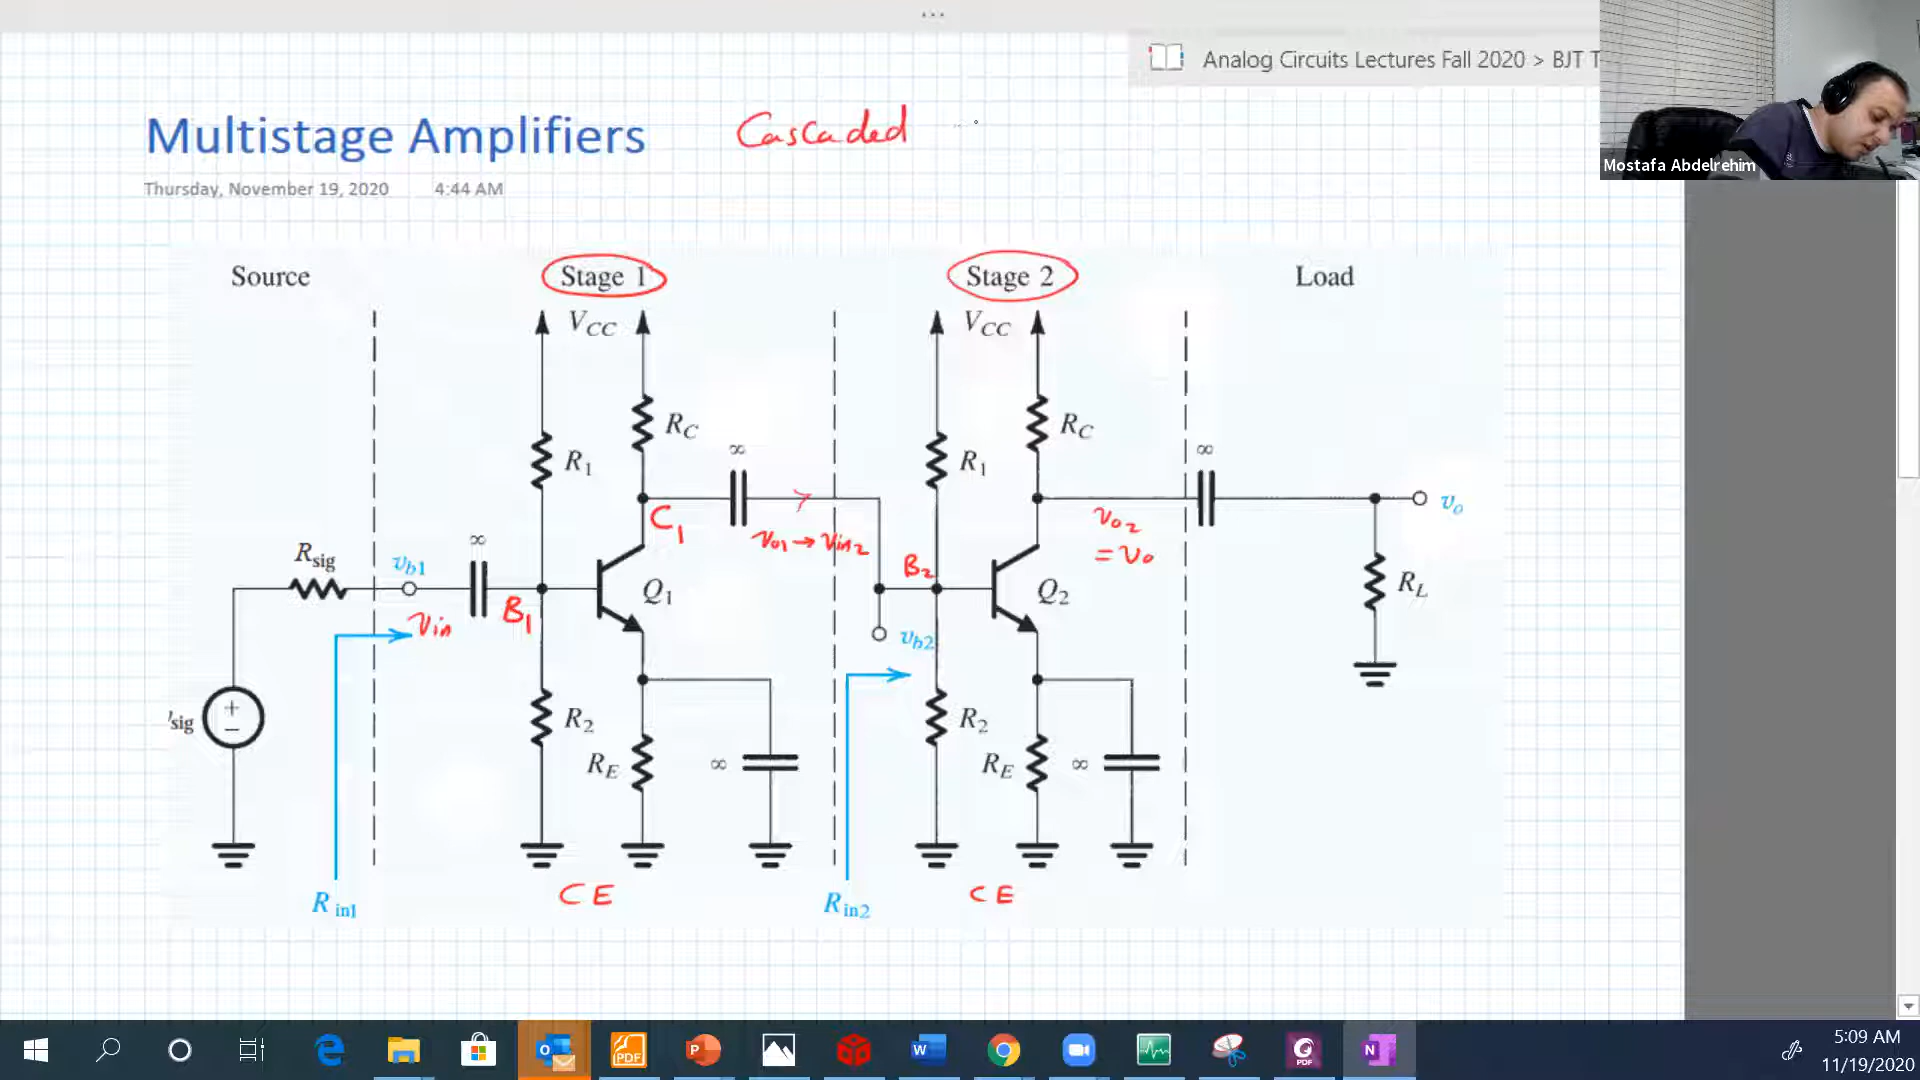 ...
Analog Circuits Lectures Fall 2020 > BJT T
Mostafa Abdelrehim
Multistage Amplifiers
Cascaded
Thursday, November 19, 2020 4:44 AM
Source
Stage 1
Stage 2
Load
VCC
VCC
RC
RC
∞
∞
R1
R1
vo
C1
vo1 → vin2
vo2
= vo
∞
Rsig
vb1
B1
Q1
B2
Q2
RL
vin
vb2
+
−
sig
R2
R2
RE
∞
RE
∞
CE
CE
Rin1
Rin2
PDF
P
W
PDF
N
5:09 AM
11/19/2020